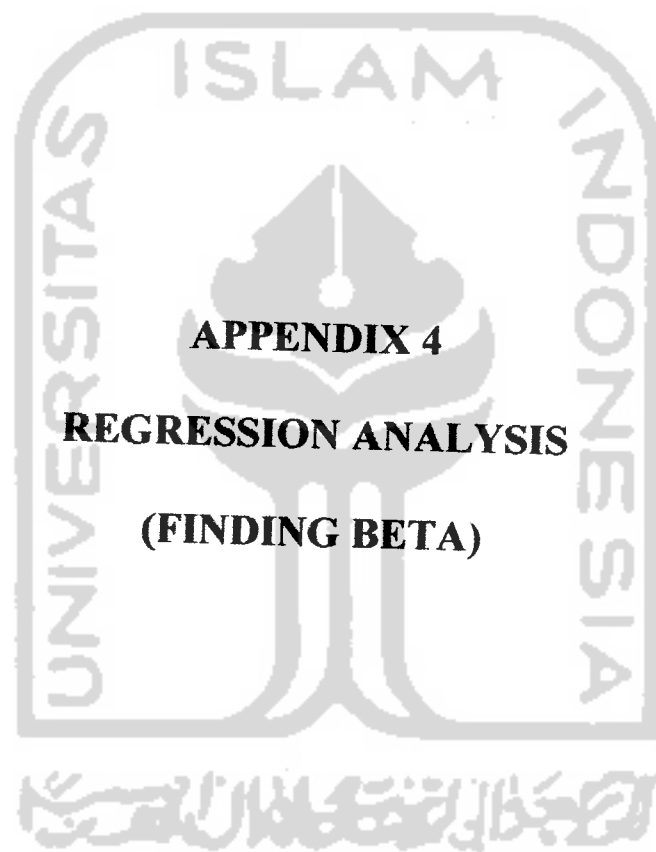 ISLAM
UNIVERSITAS
INDONESIA
APPENDIX 4
REGRESSION ANALYSIS
(FINDING BETA)